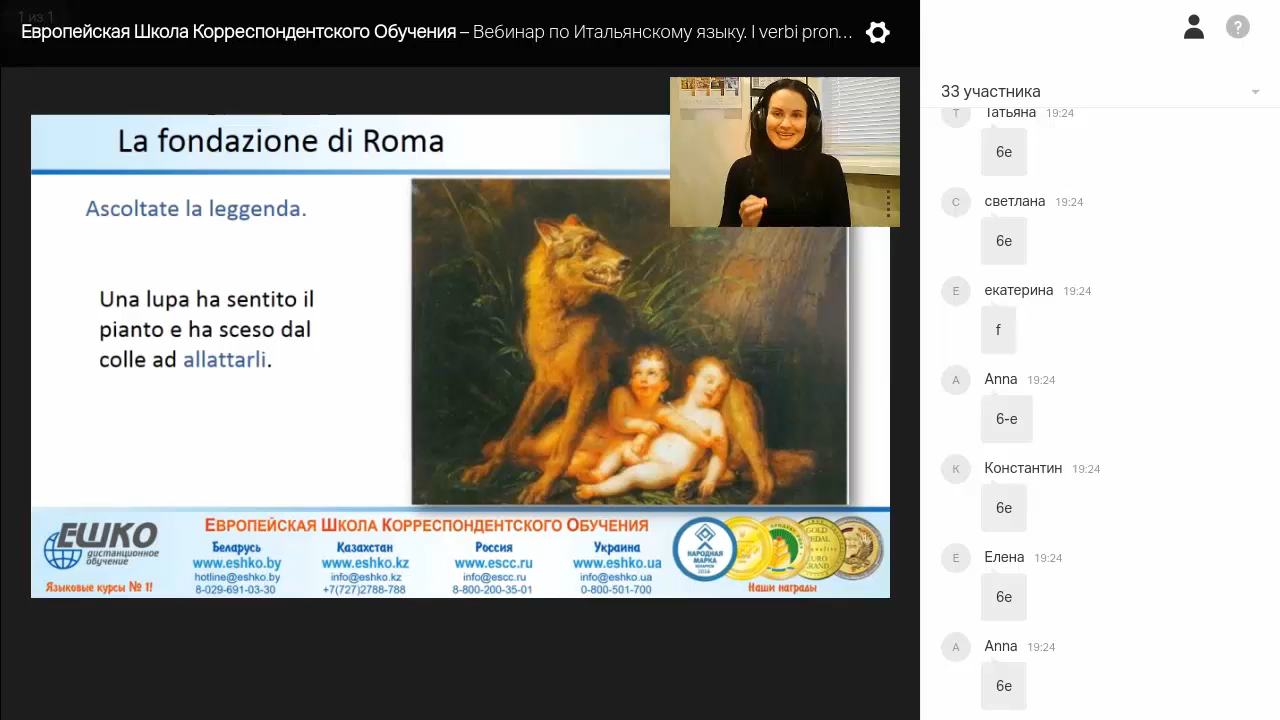 1 из 1
Европейская Школа Корреспондентского Обучения – Вебинар по Итальянскому языку. I verbi pron...
La fondazione di Roma
Ascoltate la leggenda.
Una lupa ha sentito il
pianto e ha sceso dal
colle ad allattarli.
ЕШКО
дистанционное
обучение
Языковые курсы № 1!
Европейская Школа Корреспондентского Обучения
Беларусь
www.eshko.by
hotline@eshko.by
8-029-691-03-30
Казахстан
www.eshko.kz
info@eshko.kz
+7(727)2788-788
Россия
www.escc.ru
info@escc.ru
8-800-200-35-01
Украина
www.eshko.ua
info@eshko.ua
0-800-501-700
НАРОДНАЯ
МАРКА
GOLD
MEDAL
Наши награды
?
33 участника
Т
Татьяна 19:24
6е
С
светлана 19:24
6е
Е
екатерина 19:24
f
A
Anna 19:24
6-е
К
Константин 19:24
6е
Е
Елена 19:24
6е
A
Anna 19:24
6е